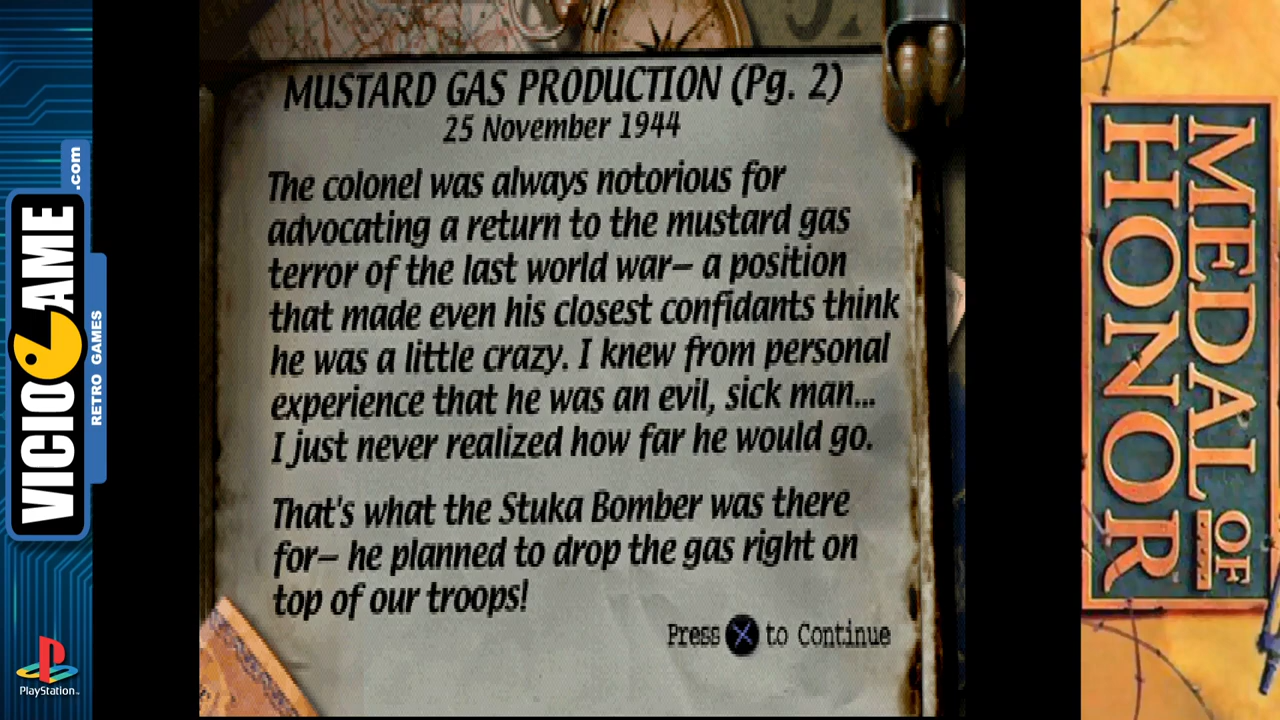 MUSTARD GAS PRODUCTION (Pg. 2)
25 November 1944
The colonel was always notorious for
advocating a return to the mustard gas
terror of the last world war– a position
that made even his closest confidants think
he was a little crazy. I knew from personal
experience that he was an evil, sick man...
I just never realized how far he would go.
That's what the Stuka Bomber was there
for– he planned to drop the gas right on
top of our troops!
Press X to Continue
VICIOGAME
.com
RETRO GAMES
PlayStation
MEDAL OF
HONOR